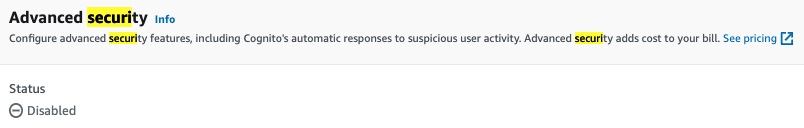 Advanced security Info
Configure advanced security features, including Cognito's automatic responses to suspicious user activity. Advanced security adds cost to your bill. See pricing
Status
Disabled